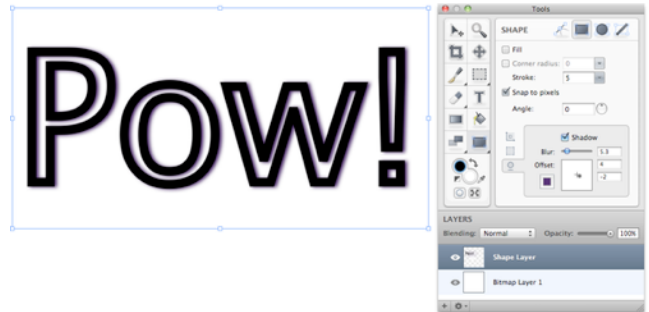 Pow!
Tools
SHAPE
Fill
Corner radius: 0
Stroke: 5
Snap to pixels
Angle: 0
Shadow
Blur: 5.3
Offset: 4
-2
LAYERS
Blending: Normal Opacity: 100%
Shape Layer
Bitmap Layer 1